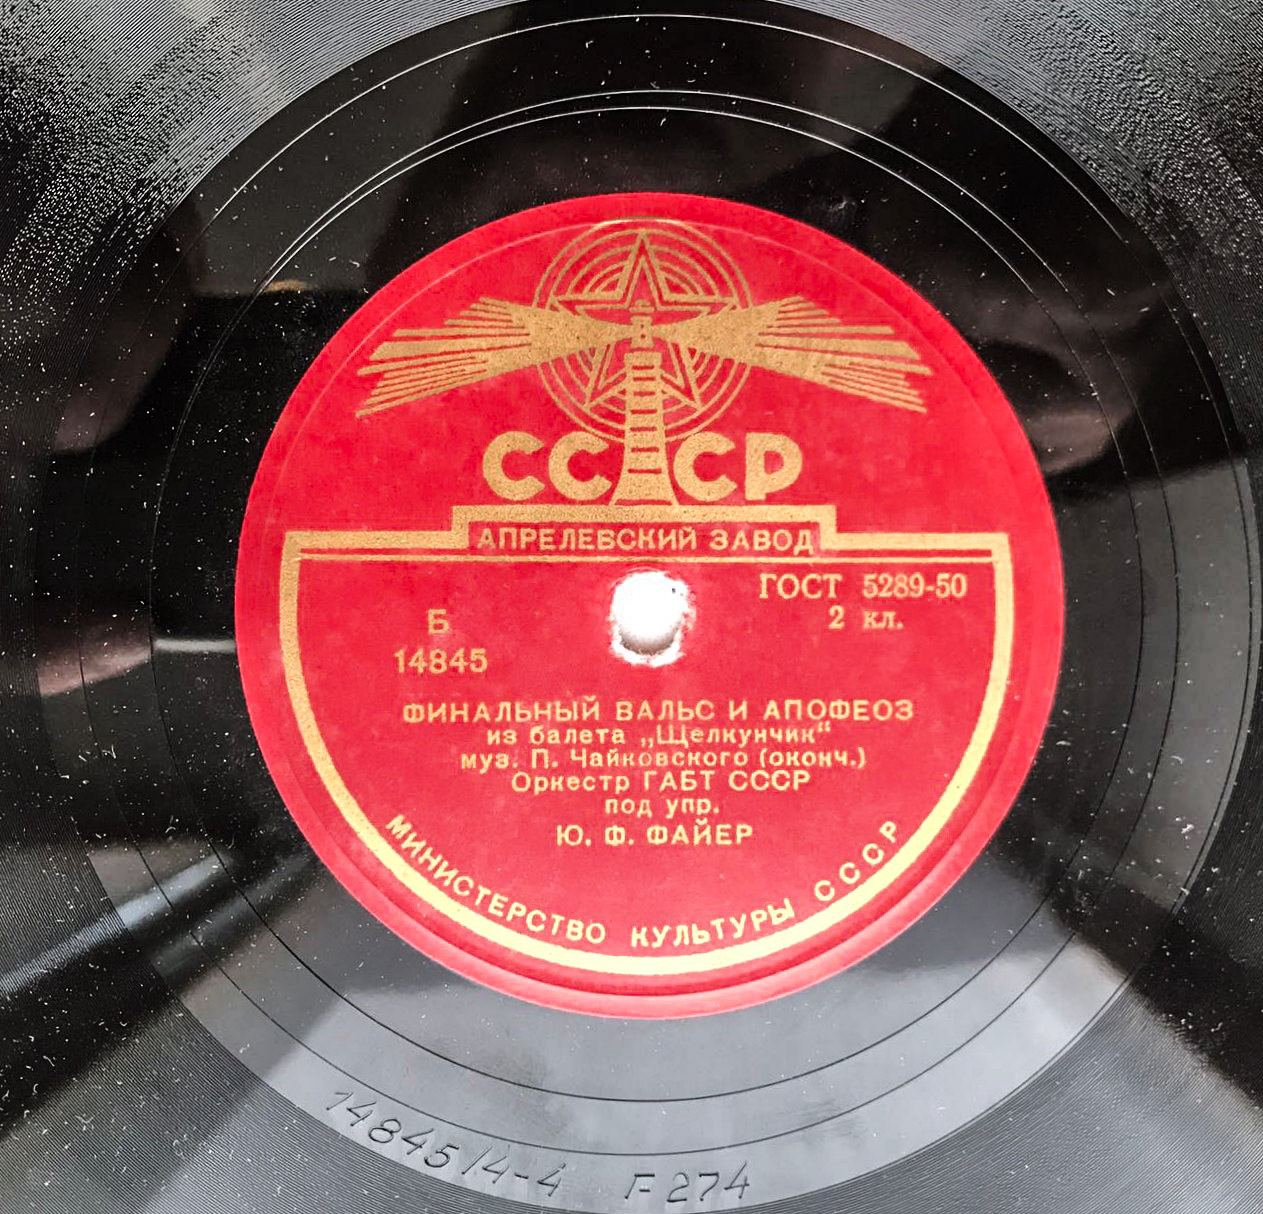 СССР
АПРЕЛЕВСКИЙ ЗАВОД
ГОСТ 5289-50
2 кл.
Б
14845
ФИНАЛЬНЫЙ ВАЛЬС И АПОФЕОЗ
из балета „Щелкунчик“
муз. П. Чайковского (оконч.)
Оркестр ГАБТ СССР
под упр.
Ю. Ф. ФАЙЕР
МИНИСТЕРСТВО КУЛЬТУРЫ СССР
14845/4-4 F274